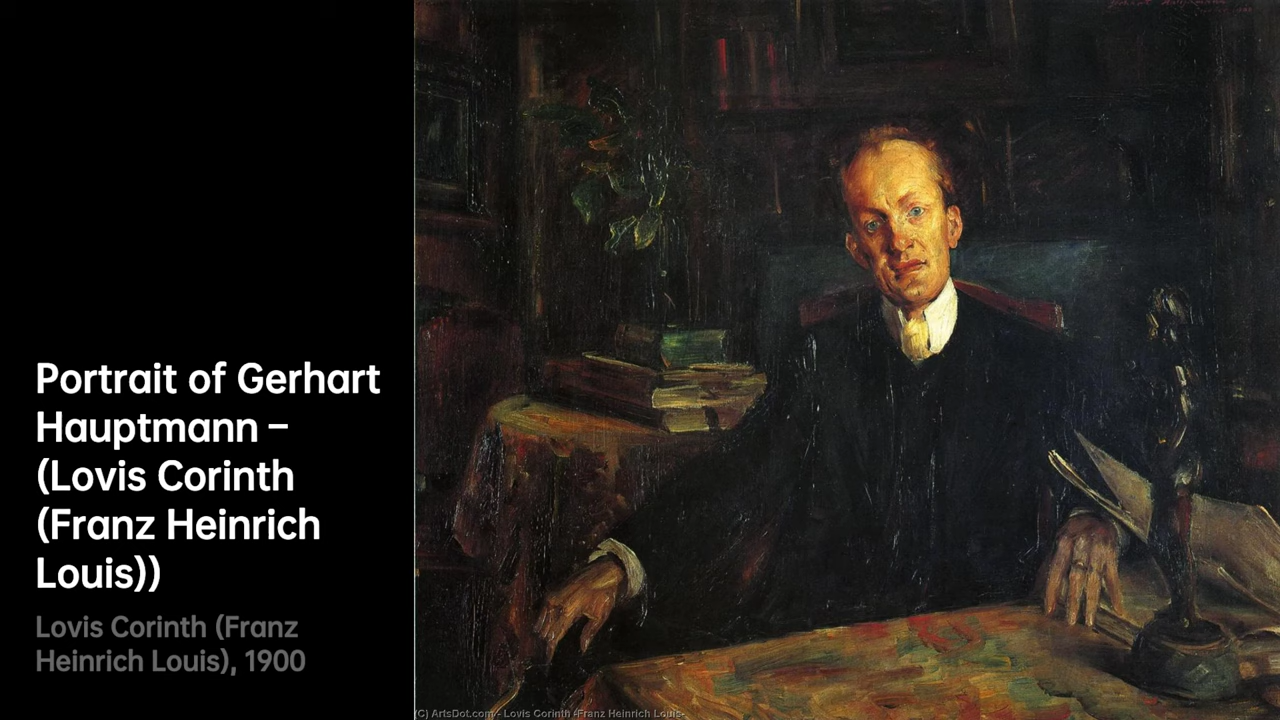 Portrait of Gerhart
Hauptmann –
(Lovis Corinth
(Franz Heinrich
Louis))
Lovis Corinth (Franz
Heinrich Louis), 1900
(C) ArtsDot.com - Lovis Corinth -Franz Heinrich Louis-